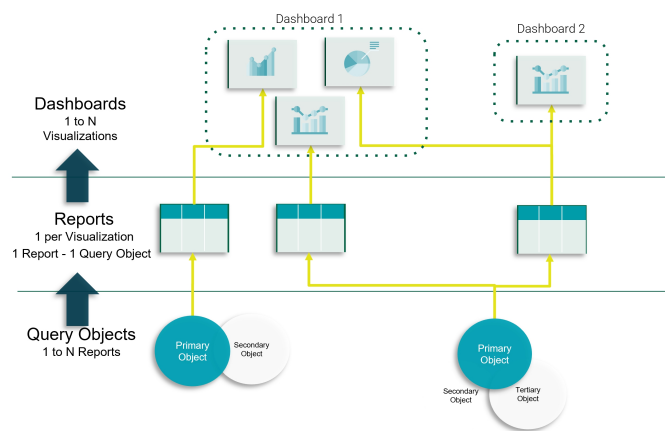 Dashboard 1
Dashboard 2
Dashboards
1 to N
Visualizations
Reports
1 per Visualization
1 Report - 1 Query Object
Query Objects
1 to N Reports
Primary
Object
Secondary
Object
Primary
Object
Secondary
Object
Tertiary
Object